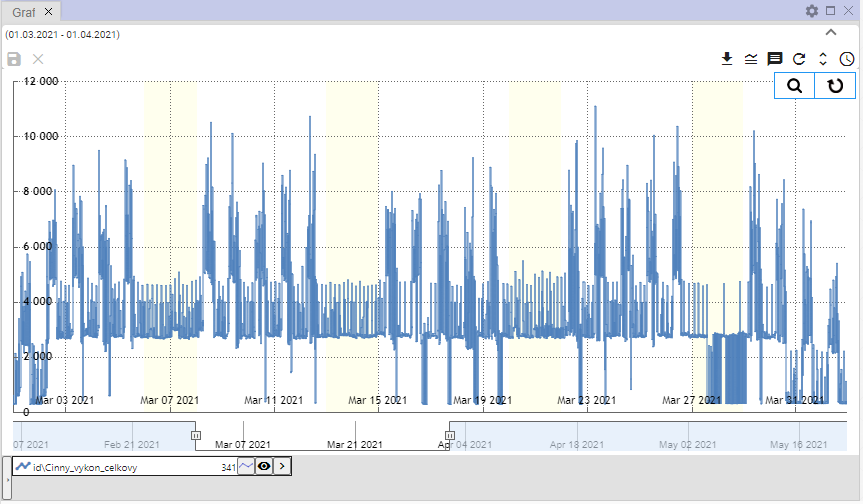 Graf
(01.03.2021 - 01.04.2021)
12 000
10 000
8 000
6 000
4 000
2 000
0
Mar 03 2021 Mar 07 2021 Mar 11 2021 Mar 15 2021 Mar 19 2021 Mar 23 2021 Mar 27 2021 Mar 31 2021
07 2021 Feb 21 2021 Mar 07 2021 Mar 21 2021 Apr 04 2021 Apr 18 2021 May 02 2021 May 16 2021
id\Cinny_vykon_celkovy 341